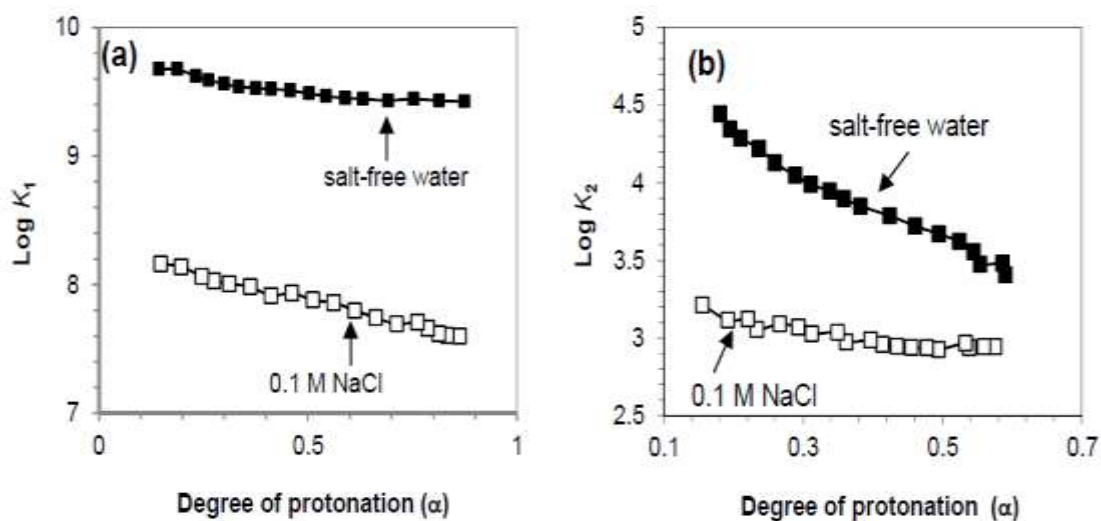 (a)
Log K₁
10
9
8
7
salt-free water
0.1 M NaCl
0
0.5
1
Degree of protonation (α)
(b)
Log K₂
5
4.5
4
3.5
3
2.5
salt-free water
0.1 M NaCl
0.1
0.3
0.5
0.7
Degree of protonation (α)